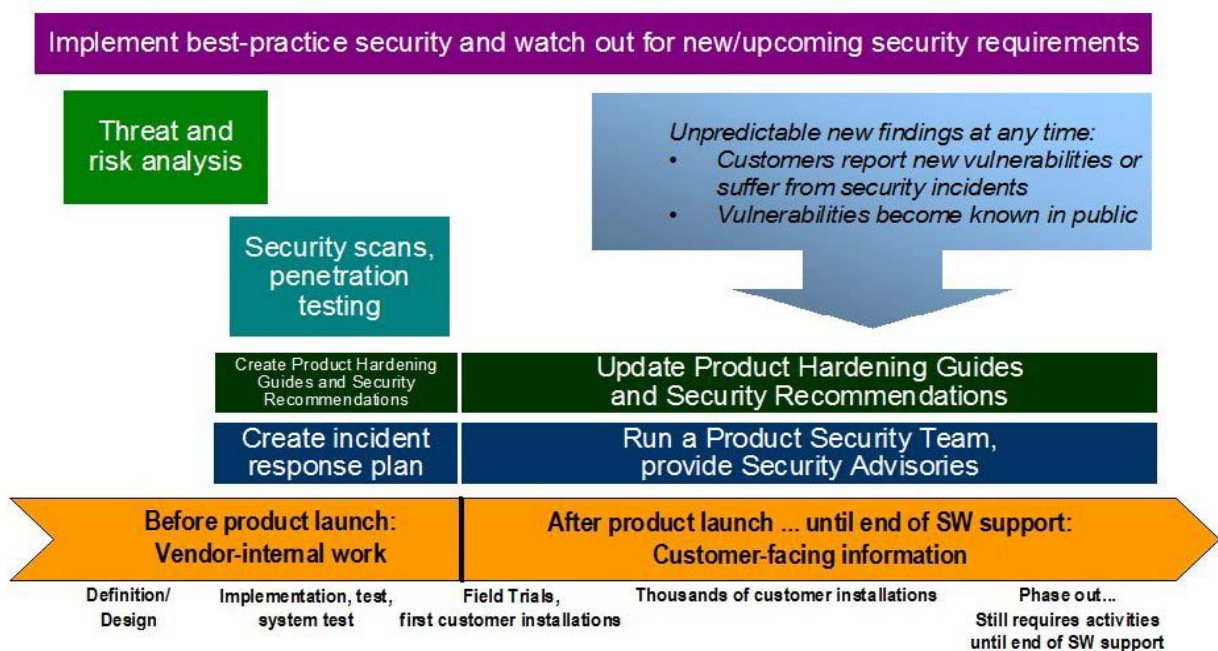 Implement best-practice security and watch out for new/upcoming security requirements
Threat and
risk analysis
Unpredictable new findings at any time:
• Customers report new vulnerabilities or
suffer from security incidents
• Vulnerabilities become known in public
Security scans,
penetration
testing
Create Product Hardening
Guides and Security
Recommendations
Update Product Hardening Guides
and Security Recommendations
Create incident
response plan
Run a Product Security Team,
provide Security Advisories
Before product launch:
Vendor-internal work
After product launch ... until end of SW support:
Customer-facing information
Definition/
Design
Implementation, test,
system test
Field Trials,
first customer installations
Thousands of customer installations
Phase out...
Still requires activities
until end of SW support